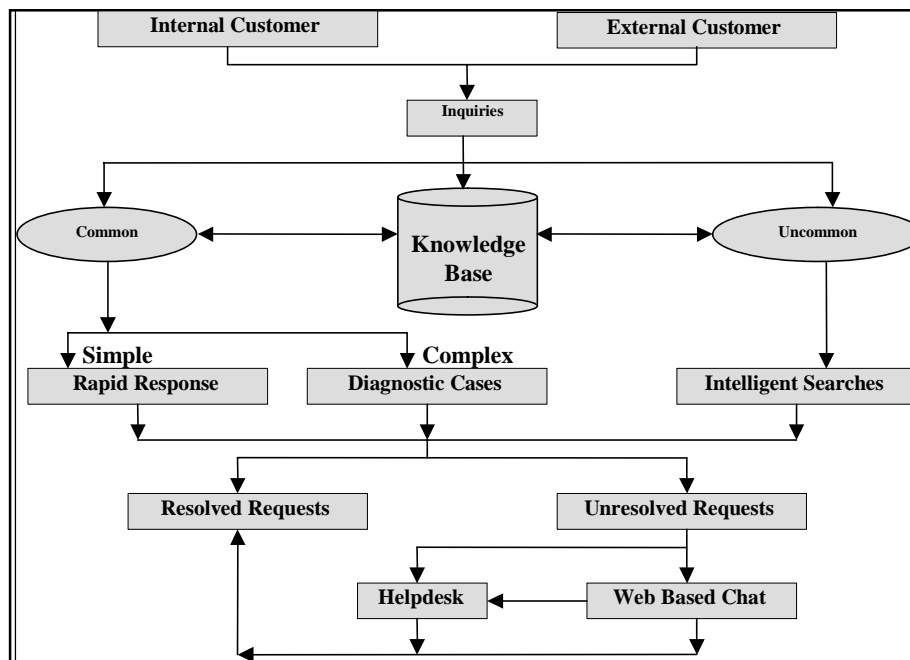 Internal Customer
External Customer
Inquiries
Common
Knowledge
Base
Uncommon
Simple
Complex
Rapid Response
Diagnostic Cases
Intelligent Searches
Resolved Requests
Unresolved Requests
Helpdesk
Web Based Chat